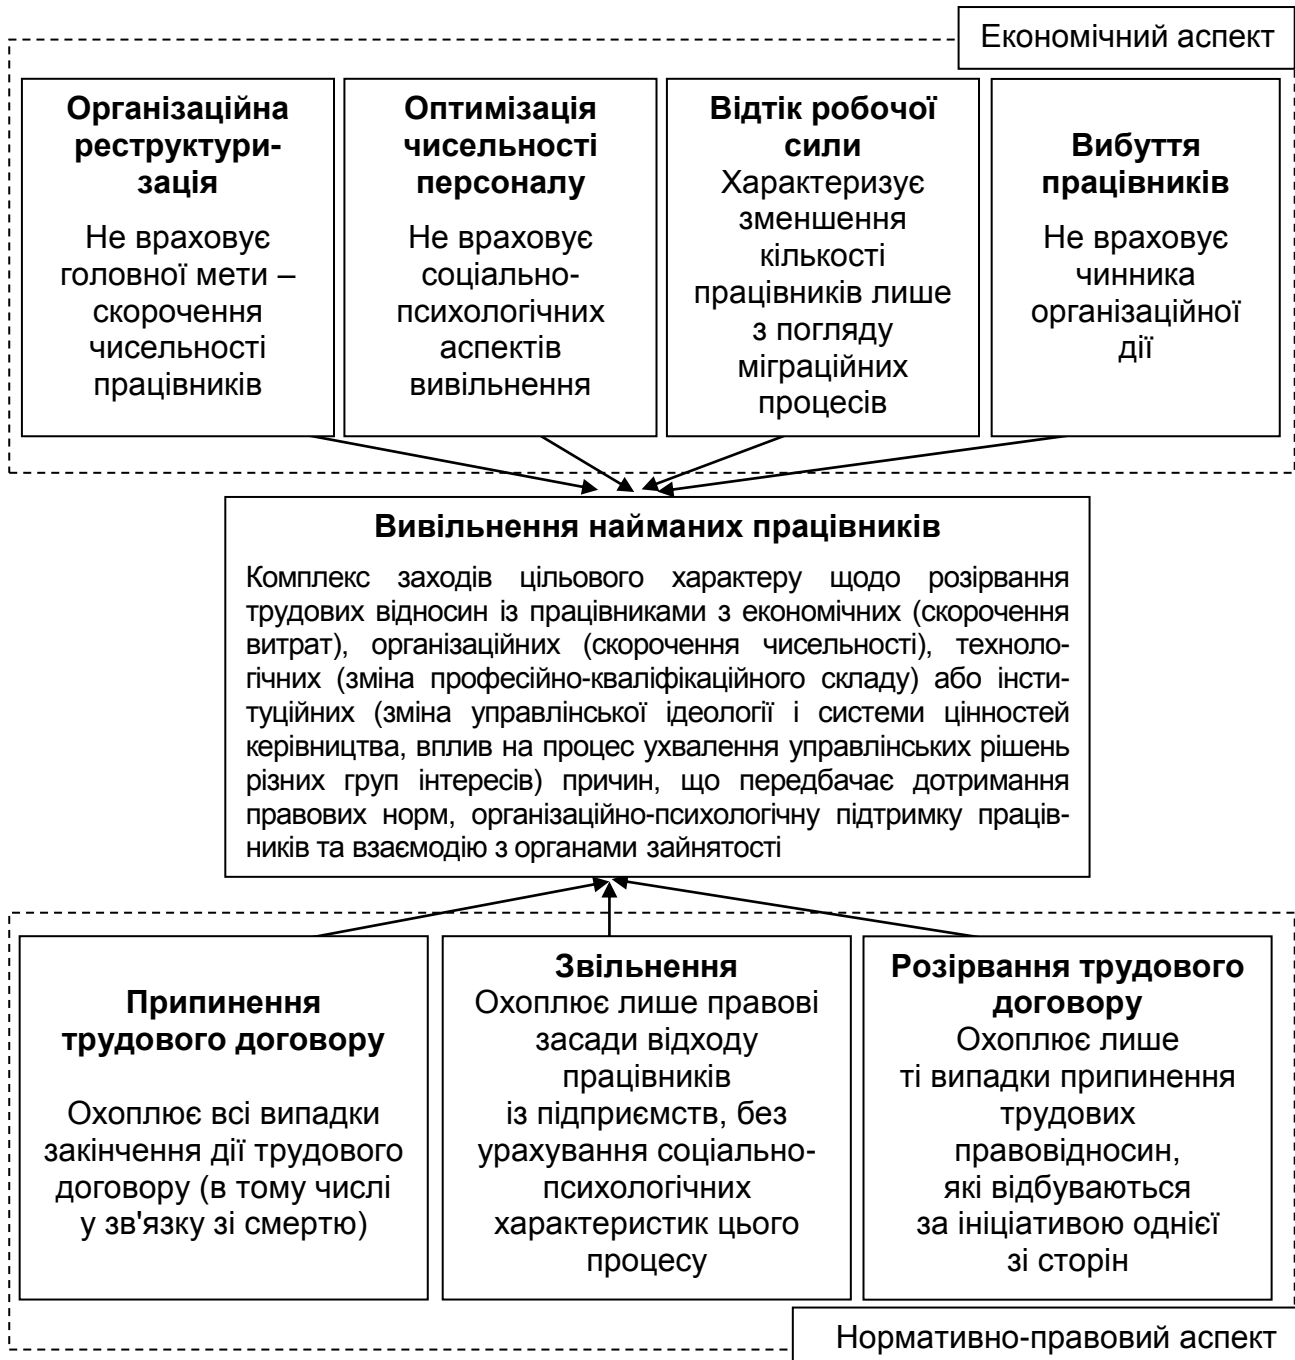 Економічний аспект
Організаційна
реструктури-
зація
Не враховує
головної мети –
скорочення
чисельності
працівників
Оптимізація
чисельності
персоналу
Не враховує
соціально-
психологічних
аспектів
вивільнення
Відтік робочої
сили
Характеризує
зменшення
кількості
працівників лише
з погляду
міграційних
процесів
Вибуття
працівників
Не враховує
чинника
організаційної
дії
Вивільнення найманих працівників
Комплекс заходів цільового характеру щодо розірвання
трудових відносин із працівниками з економічних (скорочення
витрат), організаційних (скорочення чисельності), техноло-
гічних (зміна професійно-кваліфікаційного складу) або інсти-
туційних (зміна управлінської ідеології і системи цінностей
керівництва, вплив на процес ухвалення управлінських рішень
різних груп інтересів) причин, що передбачає дотримання
правових норм, організаційно-психологічну підтримку праців-
ників та взаємодію з органами зайнятості
Припинення
трудового договору
Охоплює всі випадки
закінчення дії трудового
договору (в тому числі
у зв'язку зі смертю)
Звільнення
Охоплює лише правові
засади відходу
працівників
із підприємств, без
урахування соціально-
психологічних
характеристик цього
процесу
Розірвання трудового
договору
Охоплює лише
ті випадки припинення
трудових
правовідносин,
які відбуваються
за ініціативою однієї
зі сторін
Нормативно-правовий аспект